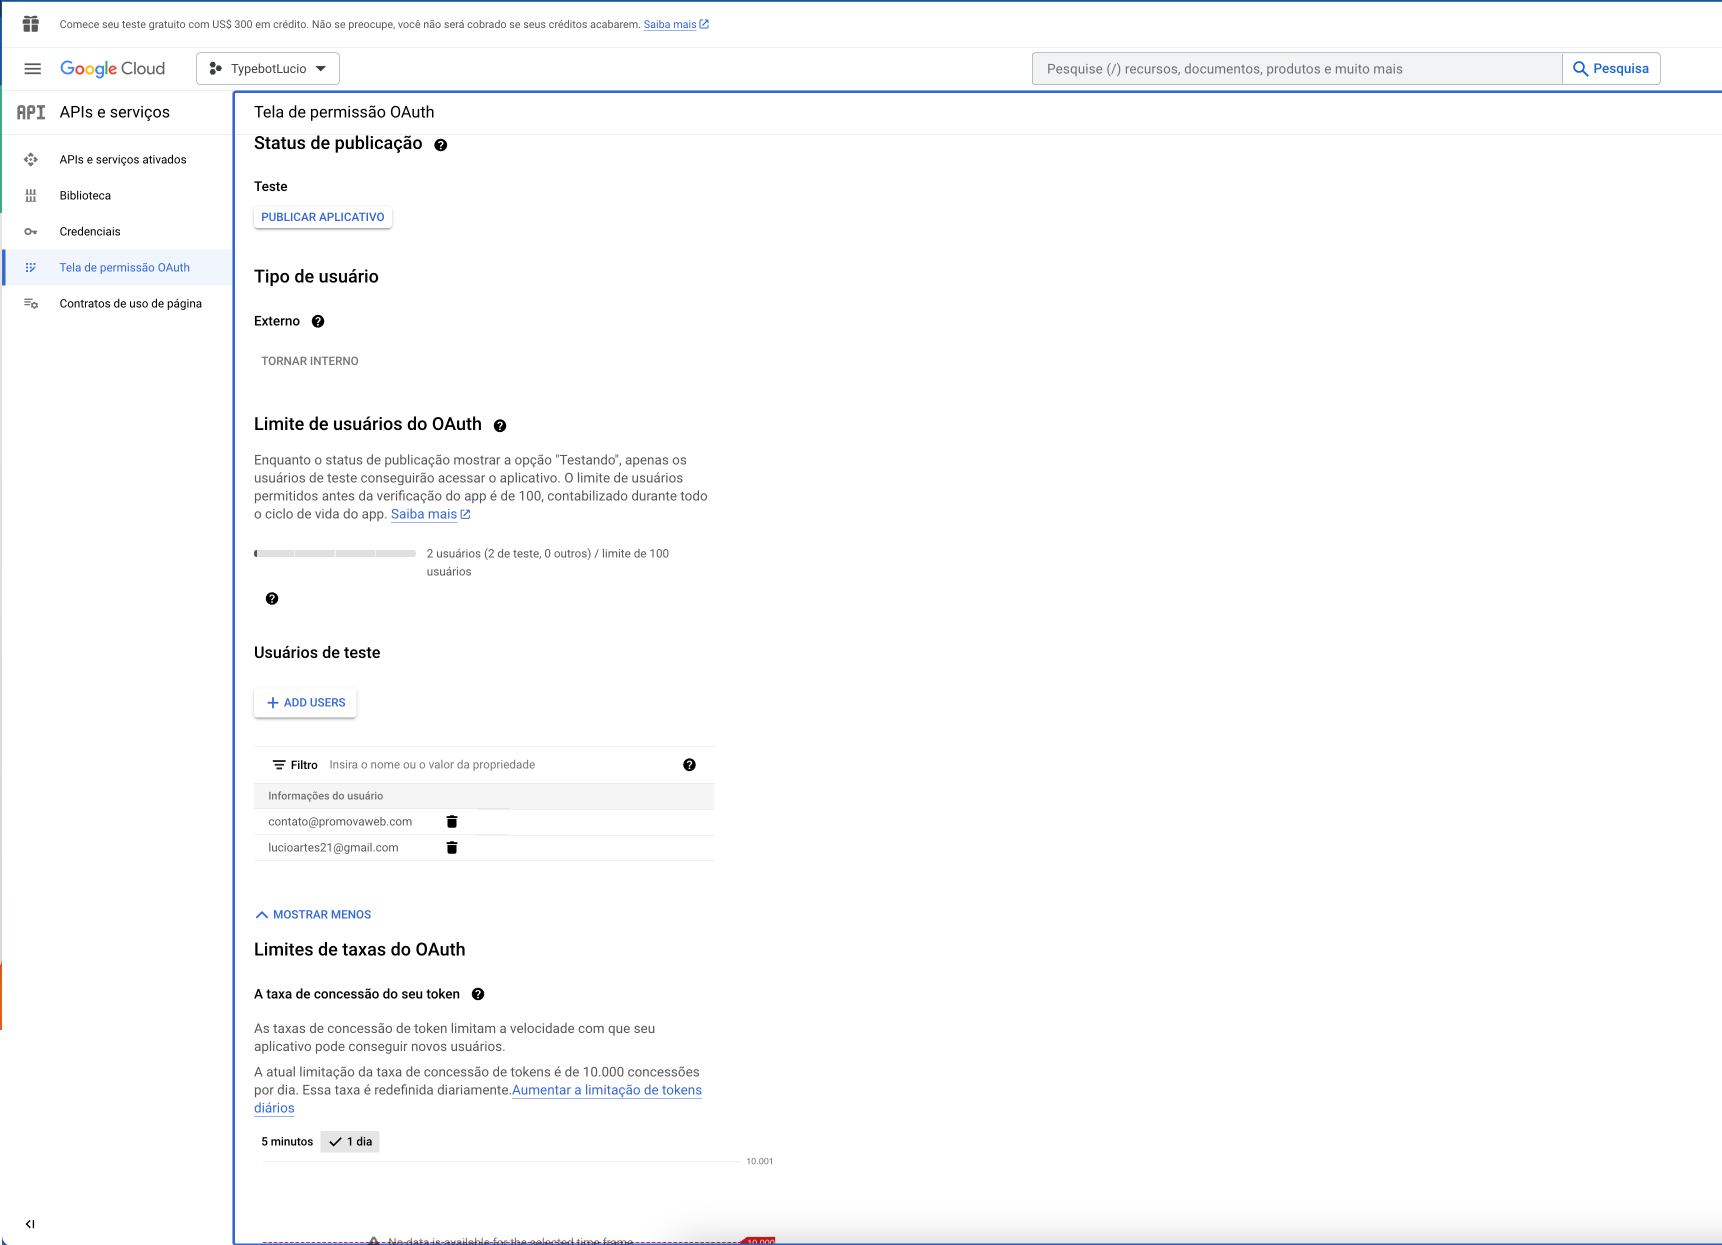 Comece seu teste gratuito com US$ 300 em crédito. Não se preocupe, você não será cobrado se seus créditos acabarem. Saiba mais
Google Cloud
TypebotLucio
Pesquise (/) recursos, documentos, produtos e muito mais
Pesquisa
API APIs e serviços
APIs e serviços ativados
Biblioteca
Credenciais
Tela de permissão OAuth
Contratos de uso de página
Tela de permissão OAuth
Status de publicação
Teste
PUBLICAR APLICATIVO
Tipo de usuário
Externo
TORNAR INTERNO
Limite de usuários do OAuth
Enquanto o status de publicação mostrar a opção "Testando", apenas os
usuários de teste conseguirão acessar o aplicativo. O limite de usuários
permitidos antes da verificação do app é de 100, contabilizado durante todo
o ciclo de vida do app. Saiba mais
2 usuários (2 de teste, 0 outros) / limite de 100
usuários
Usuários de teste
+ ADD USERS
Filtro Insira o nome ou o valor da propriedade
Informações do usuário
contato@promovaweb.com
lucioartes21@gmail.com
MOSTRAR MENOS
Limites de taxas do OAuth
A taxa de concessão do seu token
As taxas de concessão de token limitam a velocidade com que seu
aplicativo pode conseguir novos usuários.
A atual limitação da taxa de concessão de tokens é de 10.000 concessões
por dia. Essa taxa é redefinida diariamente.Aumentar a limitação de tokens
diários
5 minutos
1 dia
10.001
No data is available for the selected time frame.
10.000